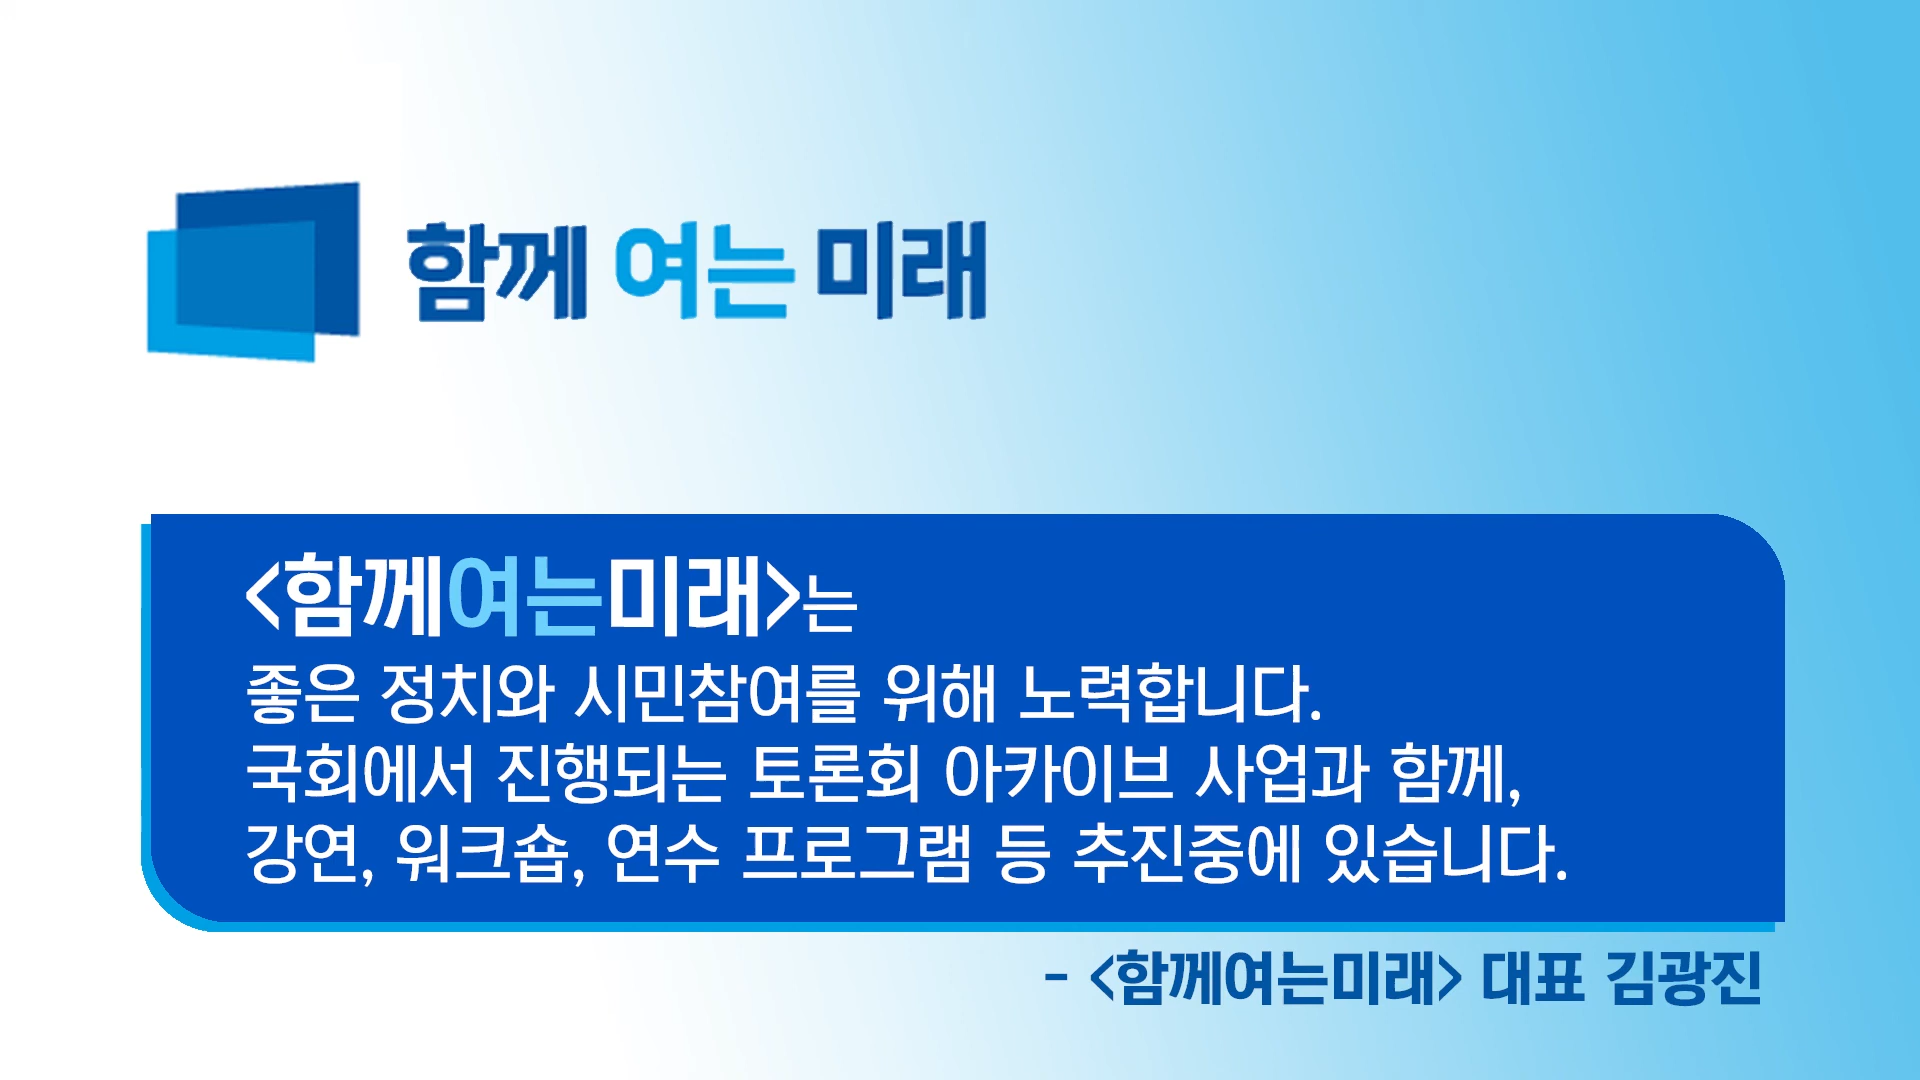 함께 여는 미래
<함께여는미래>는
좋은 정치와 시민참여를 위해 노력합니다.
국회에서 진행되는 토론회 아카이브 사업과 함께,
강연, 워크숍, 연수 프로그램 등 추진중에 있습니다.
- <함께여는미래> 대표 김광진